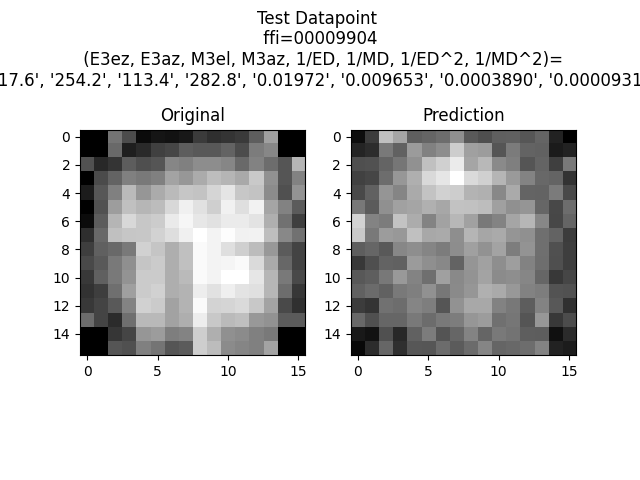 Test Datapoint
ffi=00009904
(E3ez, E3az, M3el, M3az, 1/ED, 1/MD, 1/ED^2, 1/MD^2)=
17.6', '254.2', '113.4', '282.8', '0.01972', '0.009653', '0.0003890', '0.0000931
Original Prediction
0 0
2 2
4 4
6 6
8 8
10 10
12 12
14 14
0 5 10 15 0 5 10 15